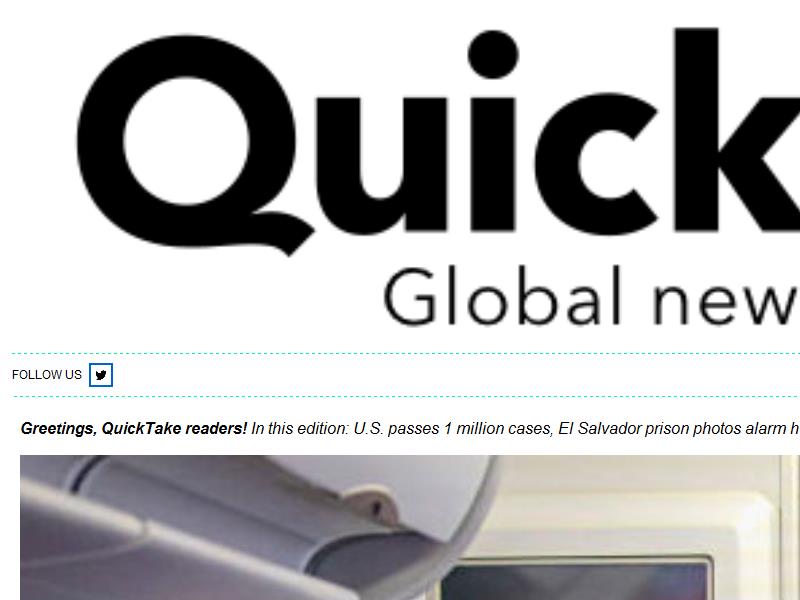 Quick
Global new
FOLLOW US
Greetings, QuickTake readers! In this edition: U.S. passes 1 million cases, El Salvador prison photos alarm h